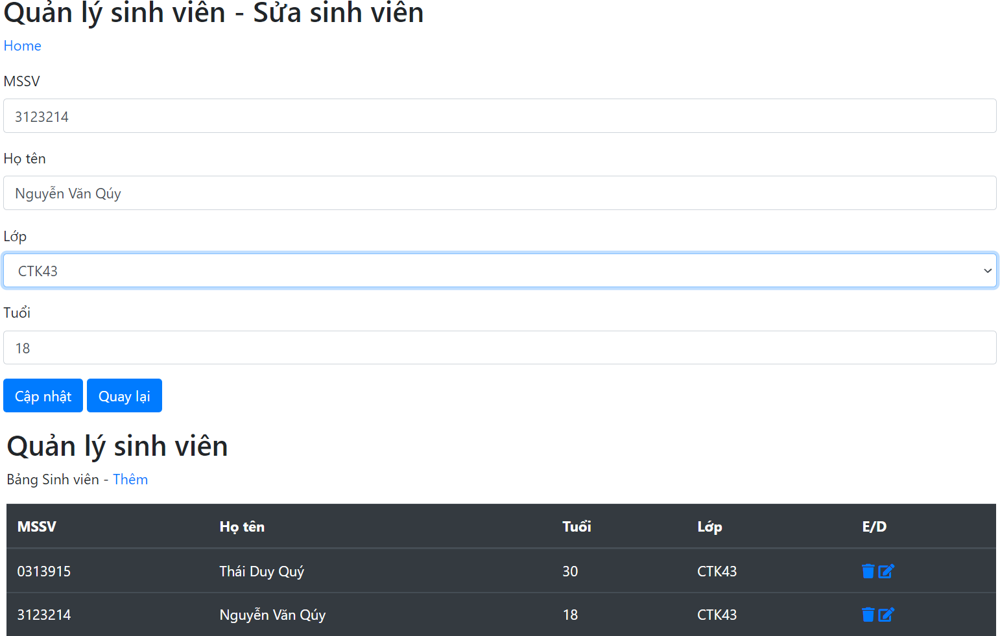 Quản lý sinh viên - Sửa sinh viên
Home
MSSV
3123214
Họ tên
Nguyễn Văn Qúy
Lớp
CTK43
Tuổi
18
Cập nhật Quay lại
Quản lý sinh viên
Bảng Sinh viên - Thêm
MSSV Họ tên Tuổi Lớp E/D
0313915 Thái Duy Quý 30 CTK43
3123214 Nguyễn Văn Qúy 18 CTK43